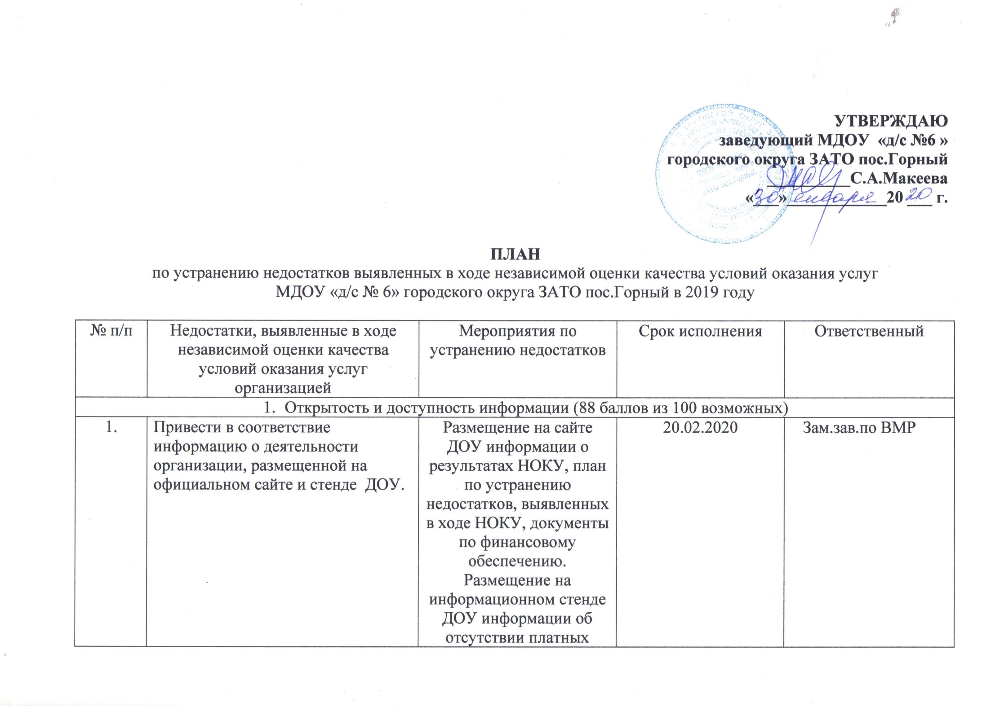 УТВЕРЖДАЮ
заведующий МДОУ «д/с №6 »
городского округа ЗАТО пос.Горный
__________С.А.Макеева
«30» января 2020 г.
ПЛАН
по устранению недостатков выявленных в ходе независимой оценки качества условий оказания услуг
МДОУ «д/с № 6» городского округа ЗАТО пос.Горный в 2019 году
№ п/п
Недостатки, выявленные в ходе
независимой оценки качества
условий оказания услуг
организацией
Мероприятия по
устранению недостатков
Срок исполнения
Ответственный
1. Открытость и доступность информации (88 баллов из 100 возможных)
1.
Привести в соответствие
информацию о деятельности
организации, размещенной на
официальном сайте и стенде ДОУ.
Размещение на сайте
ДОУ информации о
результатах НОКУ, план
по устранению
недостатков, выявленных
в ходе НОКУ, документы
по финансовому
обеспечению.
Размещение на
информационном стенде
ДОУ информации об
отсутствии платных
20.02.2020
Зам.зав.по ВМР